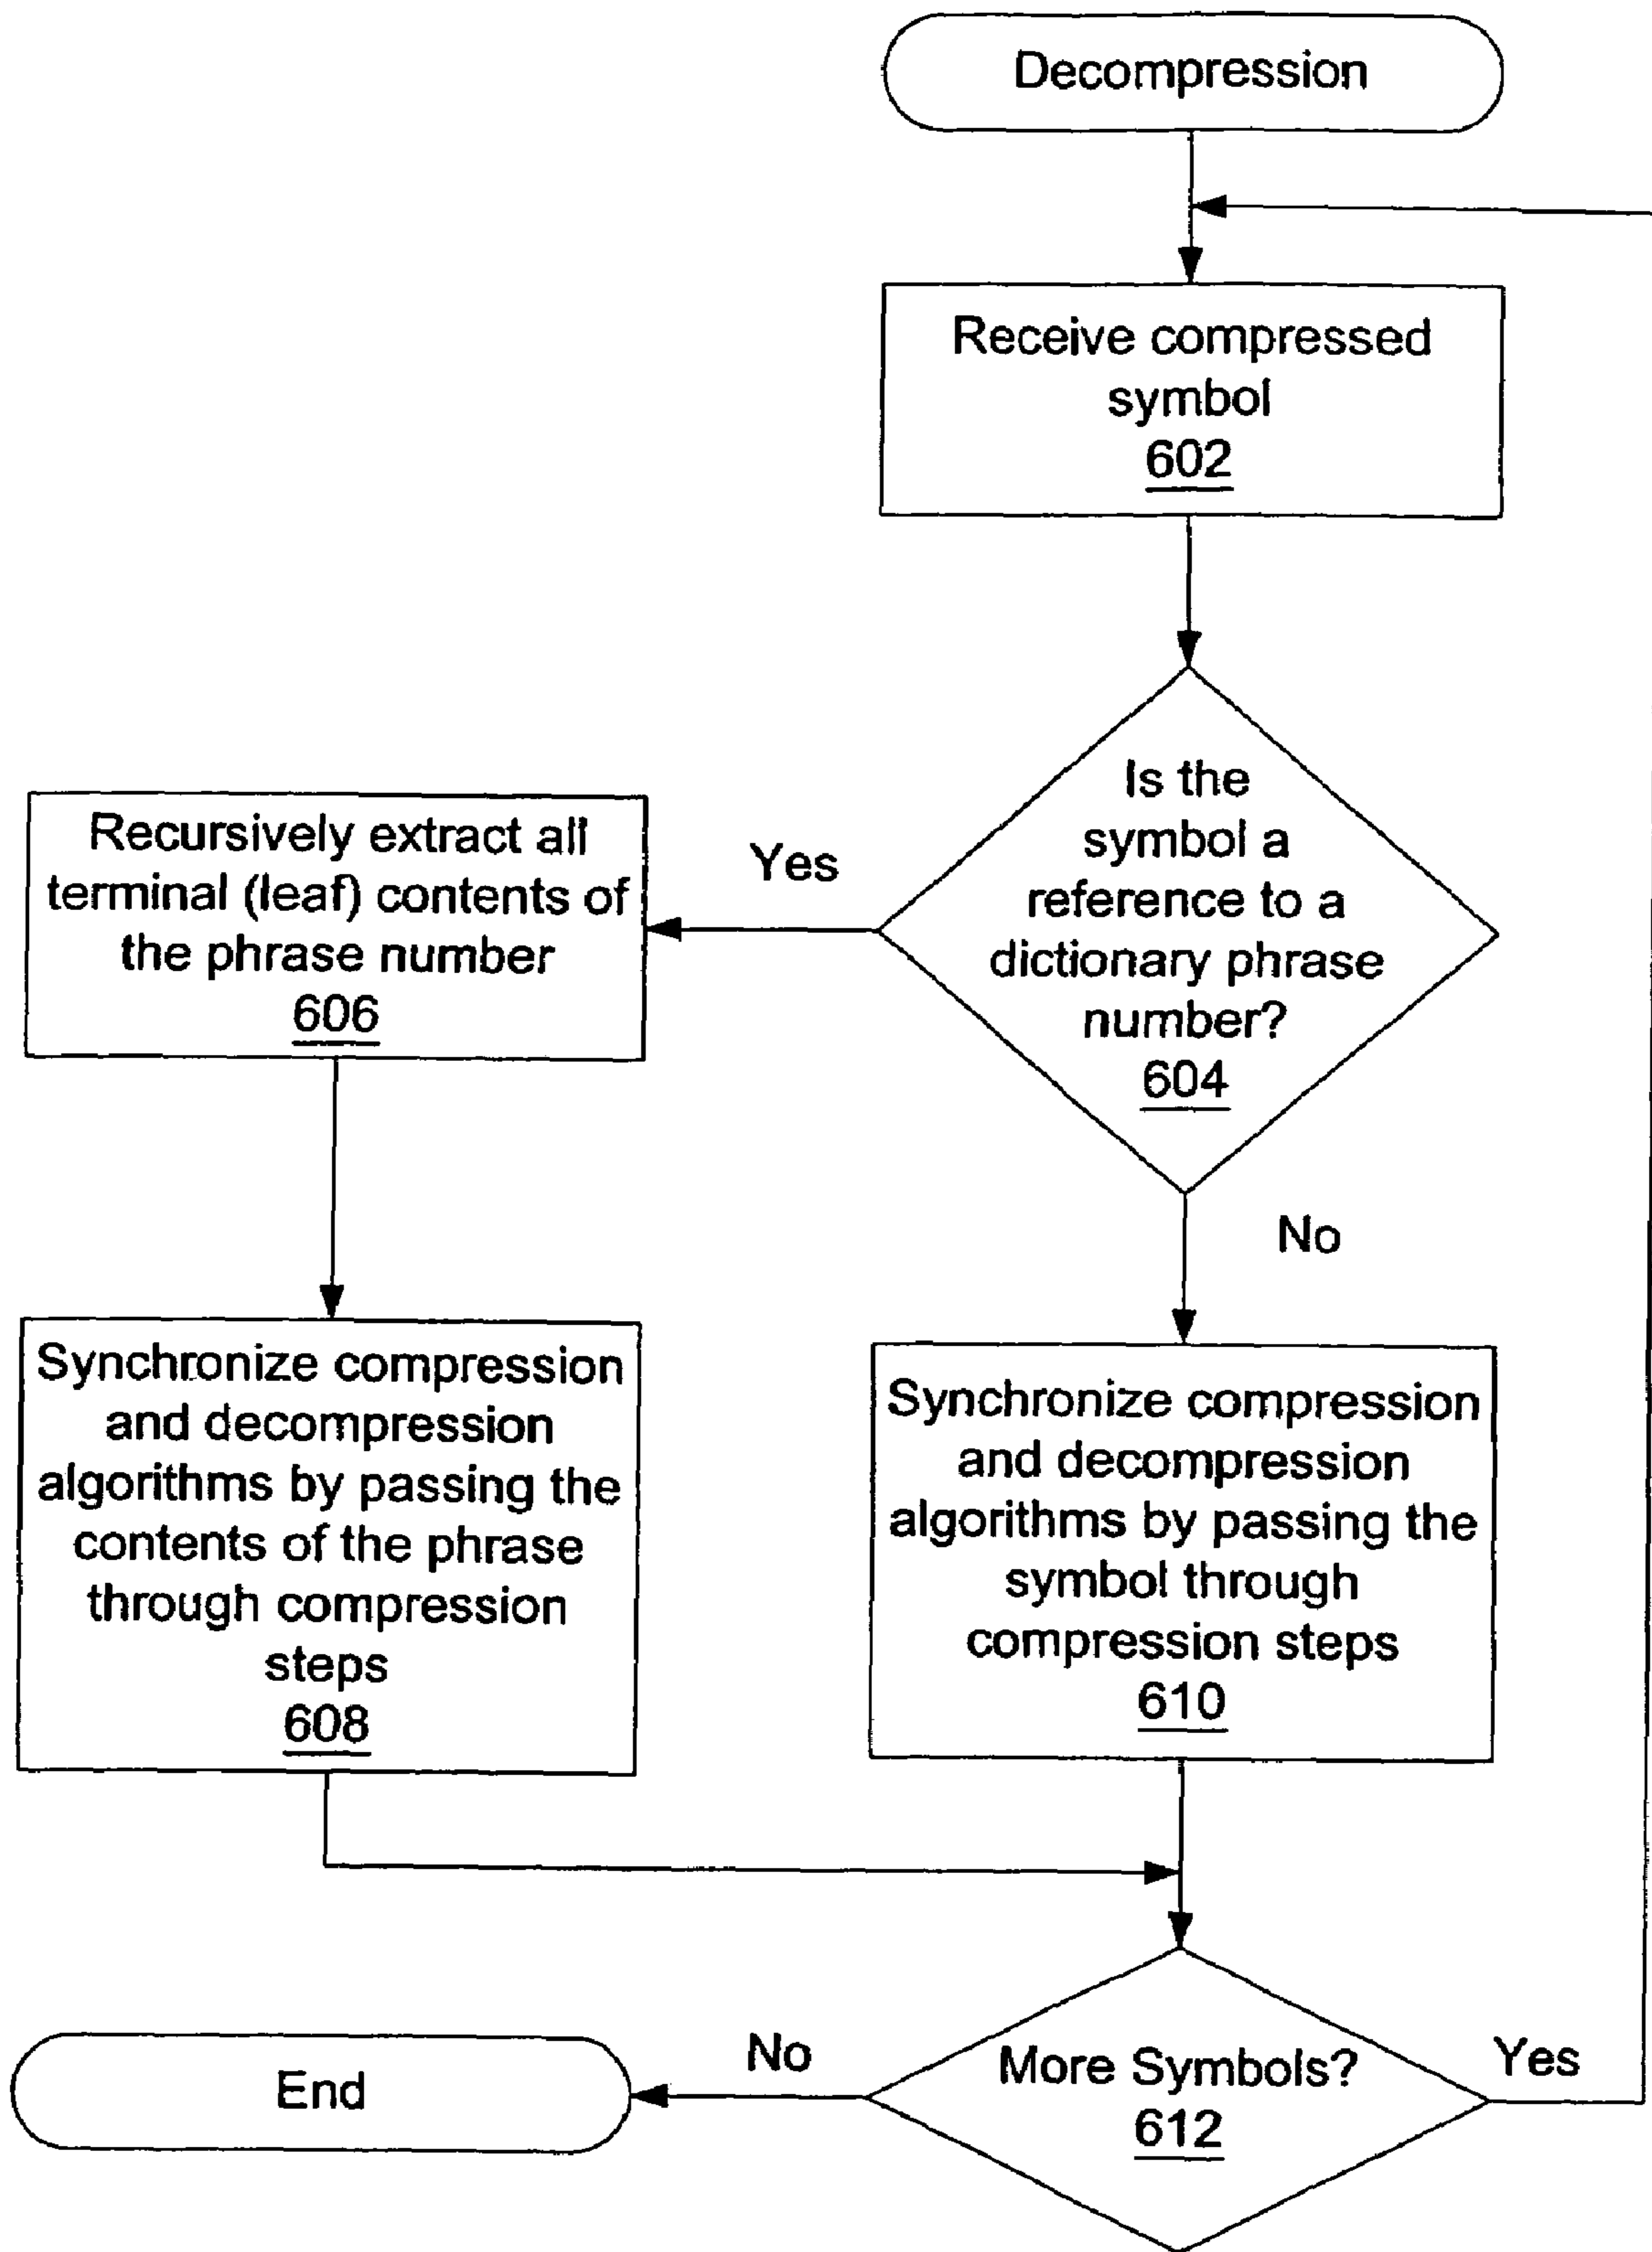 Decompression
Receive compressed
symbol
602
Is the
symbol a
reference to a
dictionary phrase
number?
604
Yes
Recursively extract all
terminal (leaf) contents of
the phrase number
606
No
Synchronize compression
and decompression
algorithms by passing the
contents of the phrase
through compression
steps
608
Synchronize compression
and decompression
algorithms by passing the
symbol through
compression steps
610
More Symbols?
612
No
Yes
End